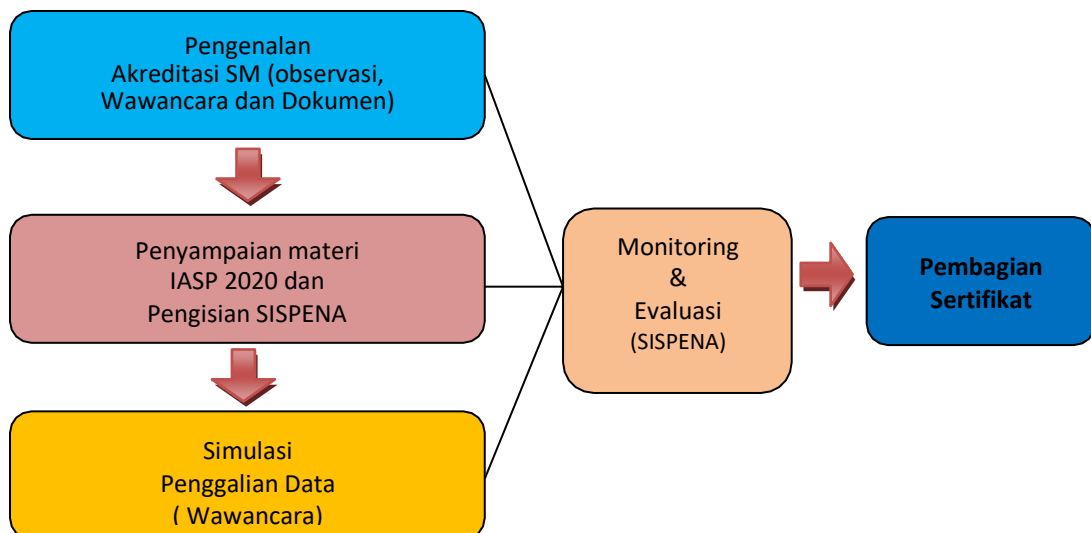 Pengenalan
Akreditasi SM (observasi,
Wawancara dan Dokumen)
Penyampaian materi
IASP 2020 dan
Pengisian SISPENA
Simulasi
Penggalian Data
( Wawancara)
Monitoring
&
Evaluasi
(SISPENA)
Pembagian
Sertifikat